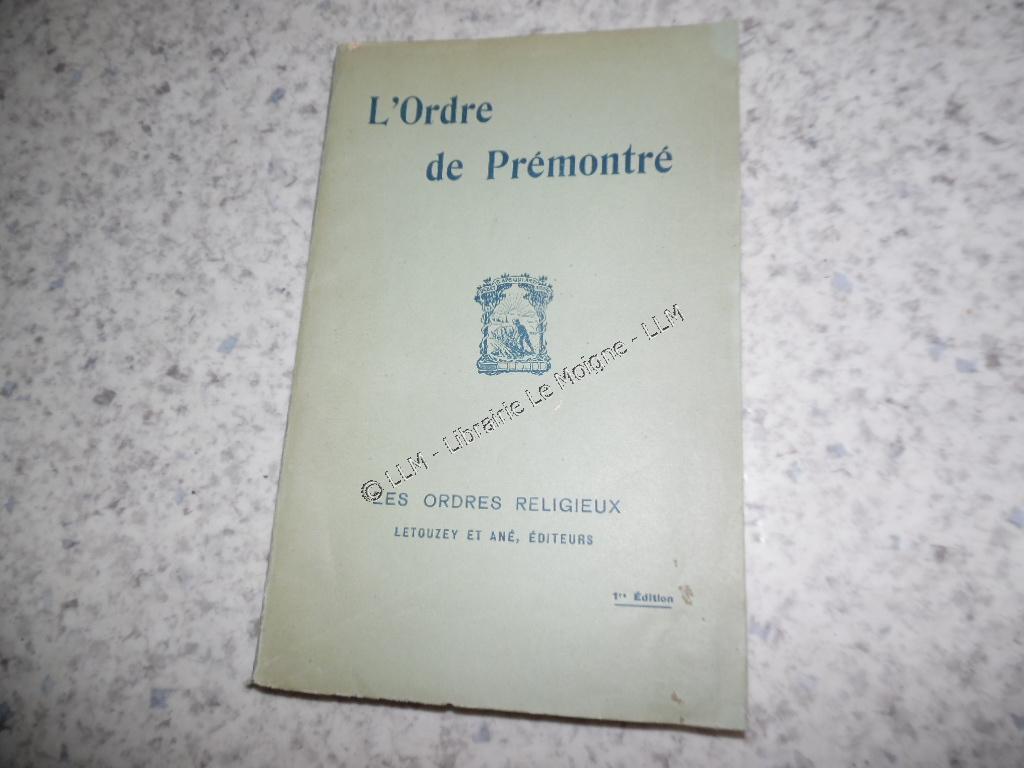 L'Ordre
de Prémontré
© LLM - Librairie Le Moigne - LLM
LES ORDRES RELIGIEUX
LETOUZEY ET ANÉ, ÉDITEURS
1re Édition